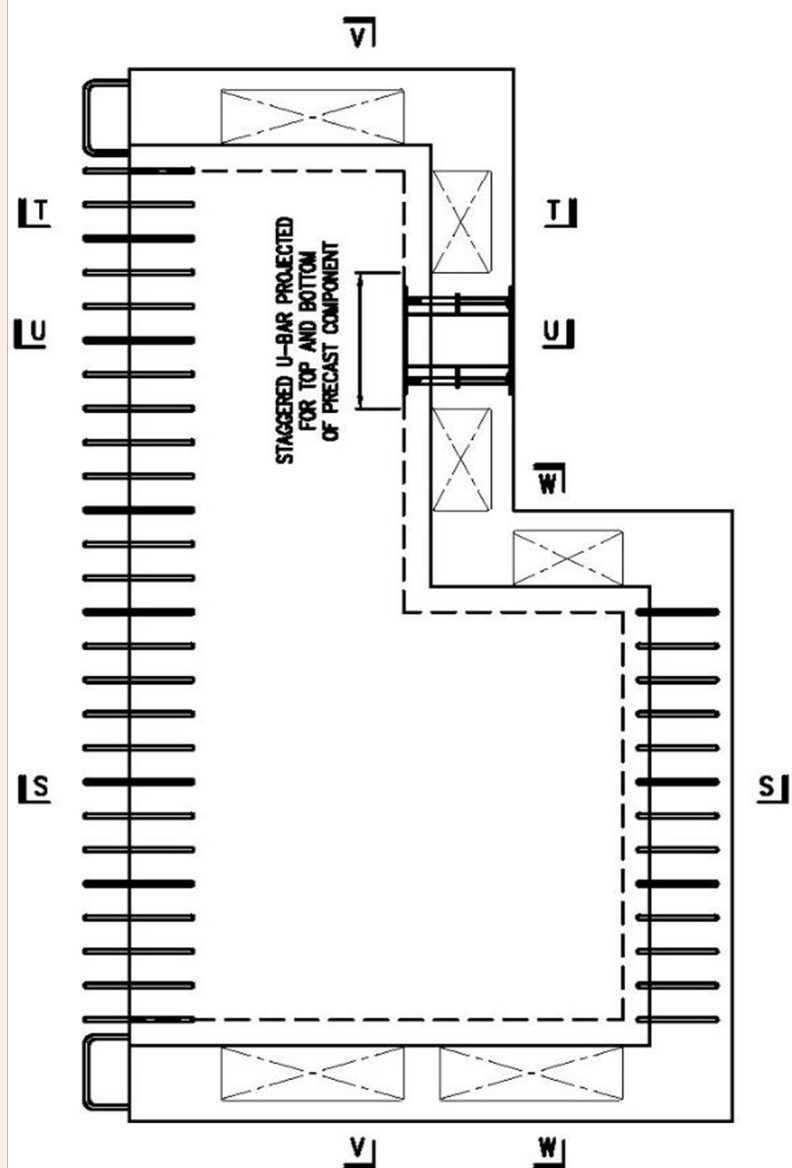 V
T
T
STAGGERED U-BAR PROJECTED
FOR TOP AND BOTTOM
OF PRECAST COMPONENT
U
U
W
S
S
V
W